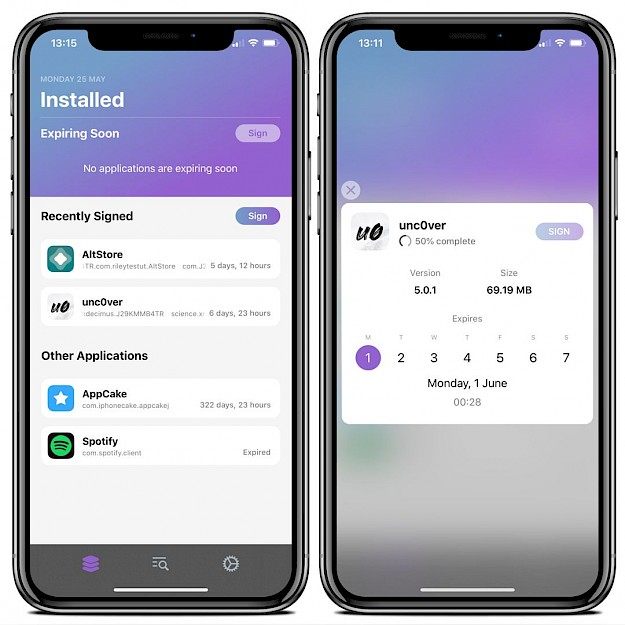 13:15
MONDAY 25 MAY
Installed
Expiring Soon
Sign
No applications are expiring soon
Recently Signed
Sign
AltStore
TR.com.rileytestut.AltStore com.J2 5 days, 12 hours
unc0ver
:decimus.J29KMMB4TR science.x 6 days, 23 hours
Other Applications
AppCake
com.iphonecake.appcakej 322 days, 23 hours
Spotify
com.spotify.client Expired
13:11
u0
unc0ver
50% complete
SIGN
Version Size
5.0.1 69.19 MB
Expires
M T W T F S S
1 2 3 4 5 6 7
Monday, 1 June
00:28